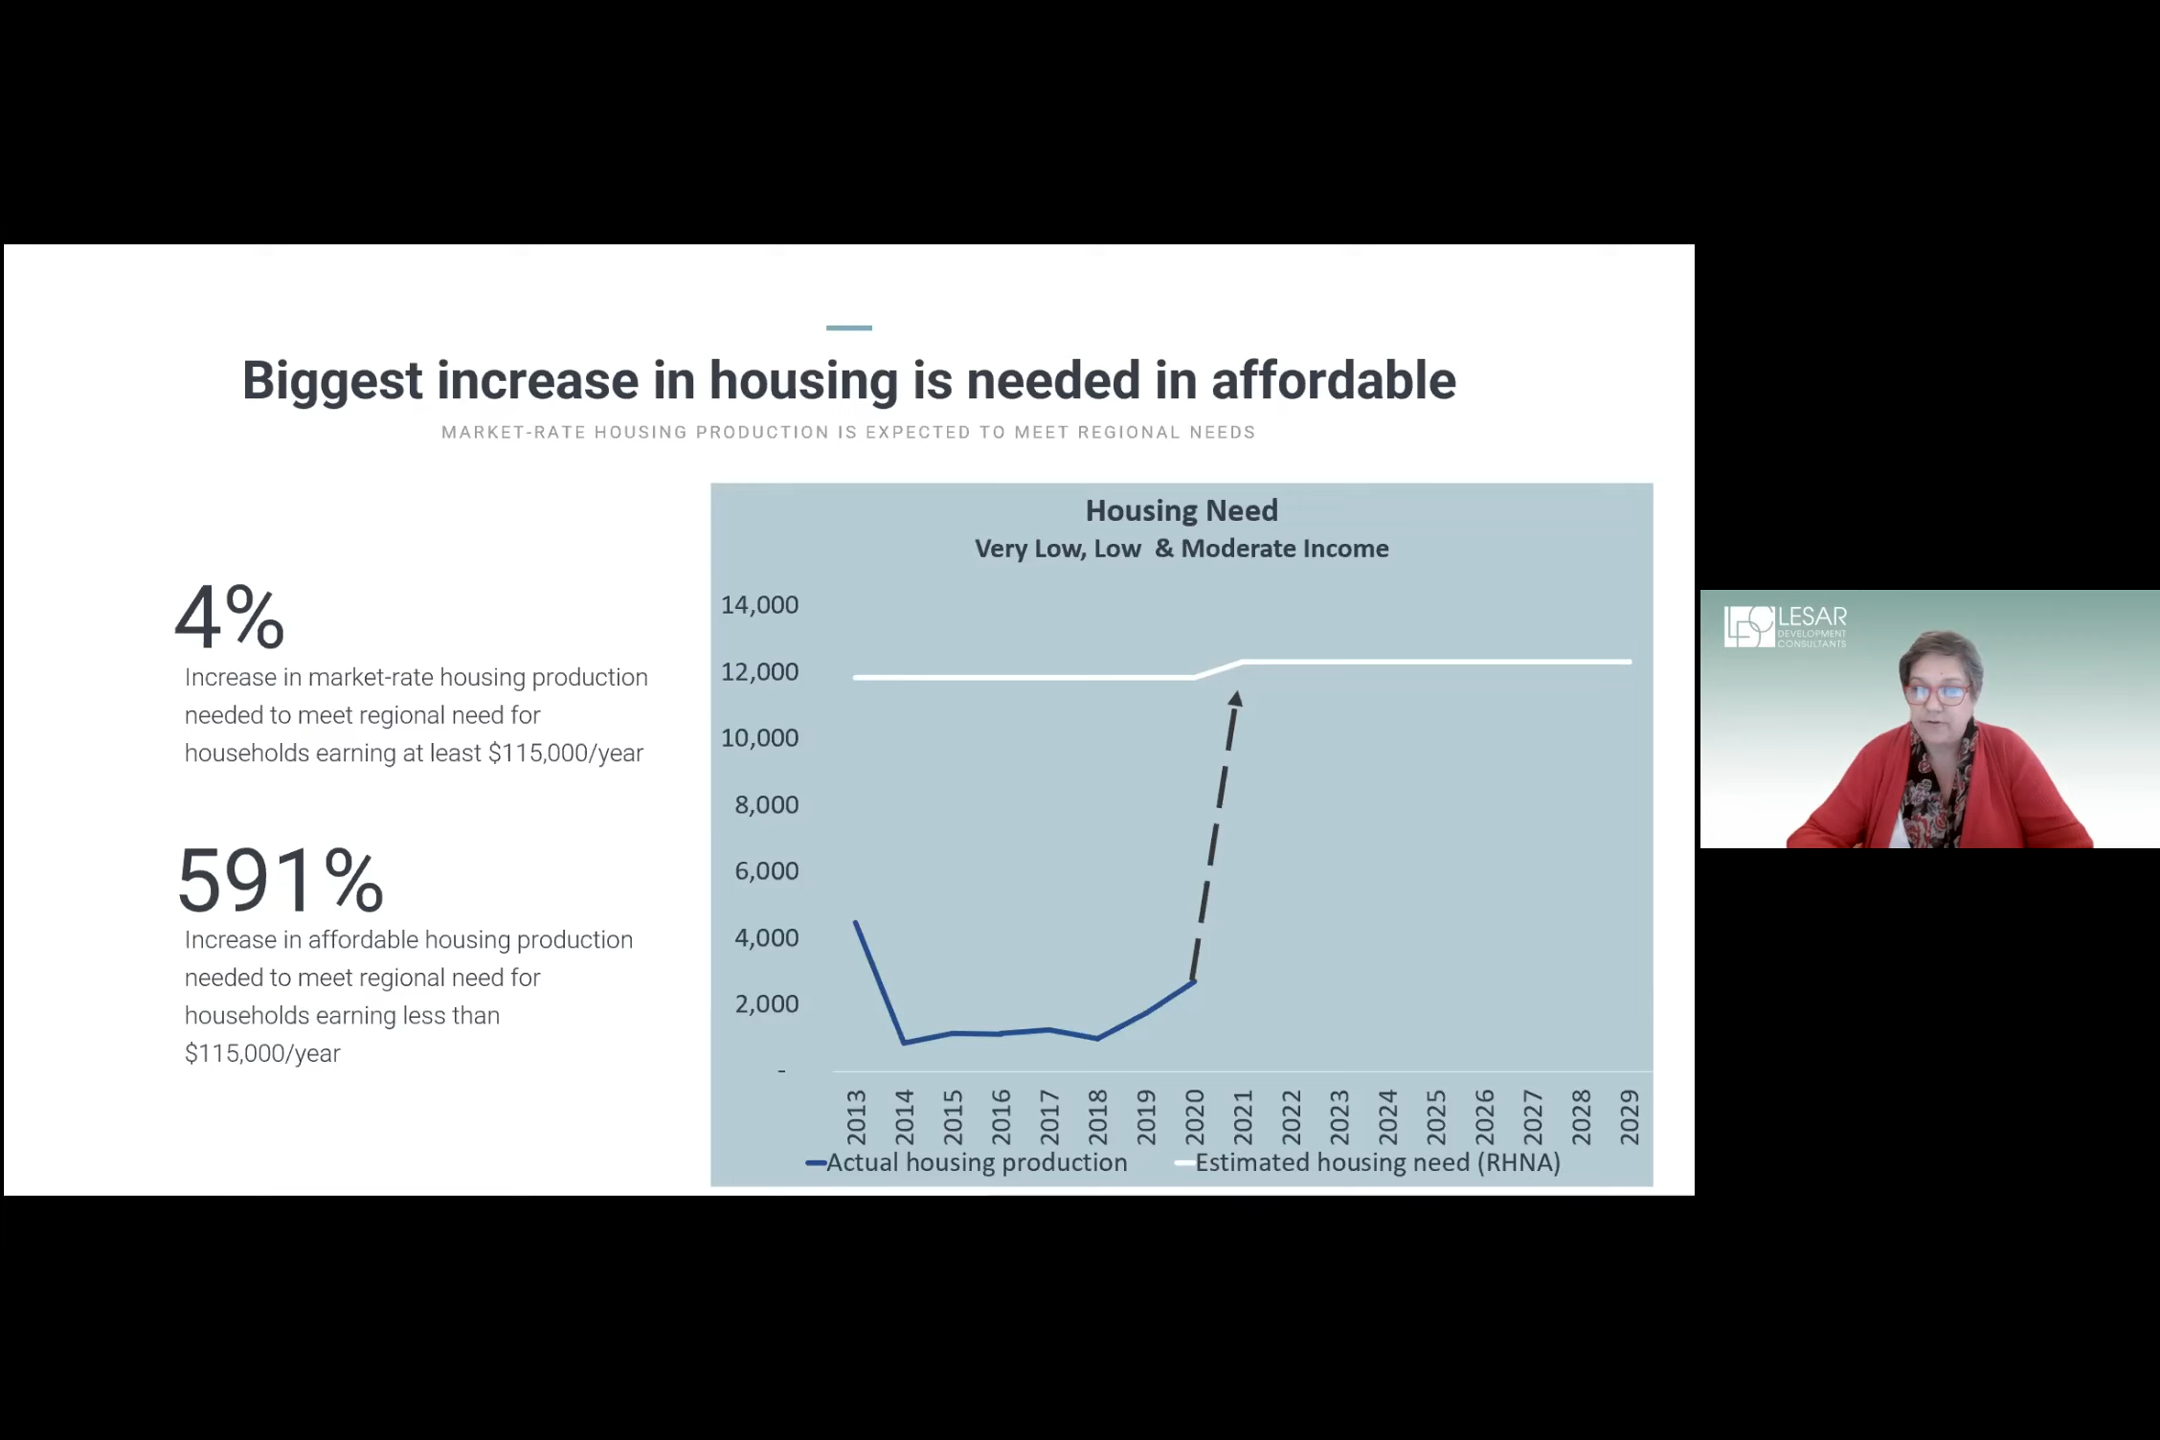 Biggest increase in housing is needed in affordable
MARKET-RATE HOUSING PRODUCTION IS EXPECTED TO MEET REGIONAL NEEDS
4%
Increase in market-rate housing production
needed to meet regional need for
households earning at least $115,000/year
591%
Increase in affordable housing production
needed to meet regional need for
households earning less than
$115,000/year
Housing Need
Very Low, Low & Moderate Income
14,000
12,000
10,000
8,000
6,000
4,000
2,000
-
2013 2014 2015 2016 2017 2018 2019 2020 2021 2022 2023 2024 2025 2026 2027 2028 2029
Actual housing production Estimated housing need (RHNA)
LDC LESAR
DEVELOPMENT
CONSULTANTS